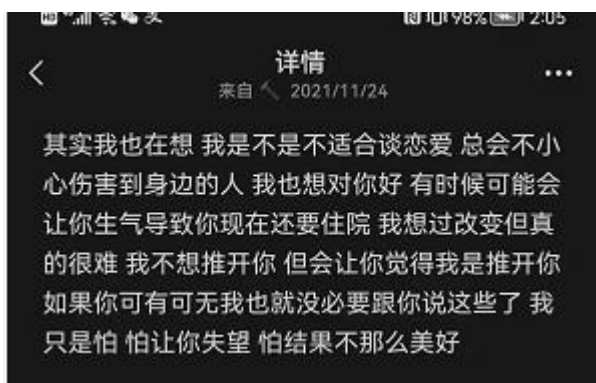 98% 2:05
详情
来自 2021/11/24
其实我也在想 我是不是不适合谈恋爱 总会不小
心伤害到身边的人 我也想对你好 有时候可能会
让你生气导致你现在还要住院 我想过改变但真
的很难 我不想推开你 但会让你觉得我是推开你
如果你可有可无我也就没必要跟你说这些了 我
只是怕 怕让你失望 怕结果不那么美好